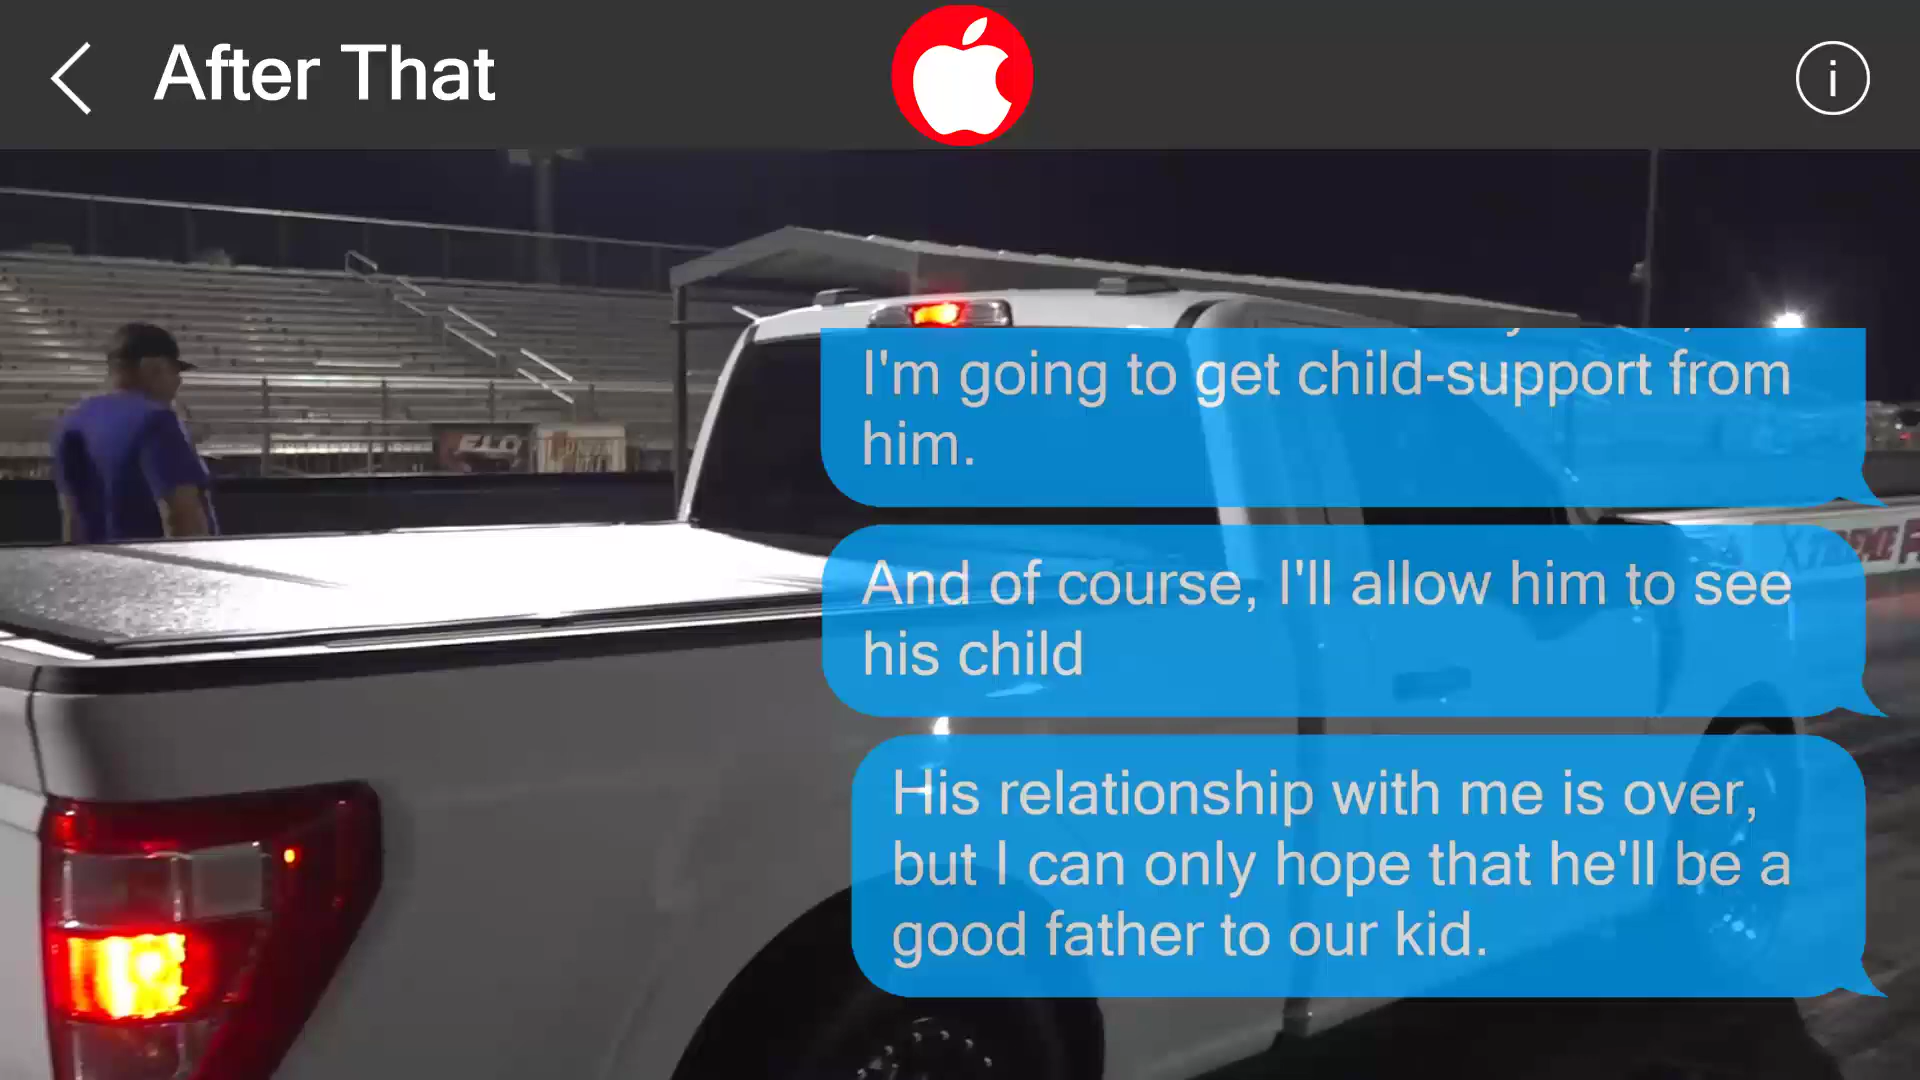 After That
i
I'm going to get child-support from
him.
And of course, I'll allow him to see
his child
His relationship with me is over,
but I can only hope that he'll be a
good father to our kid.